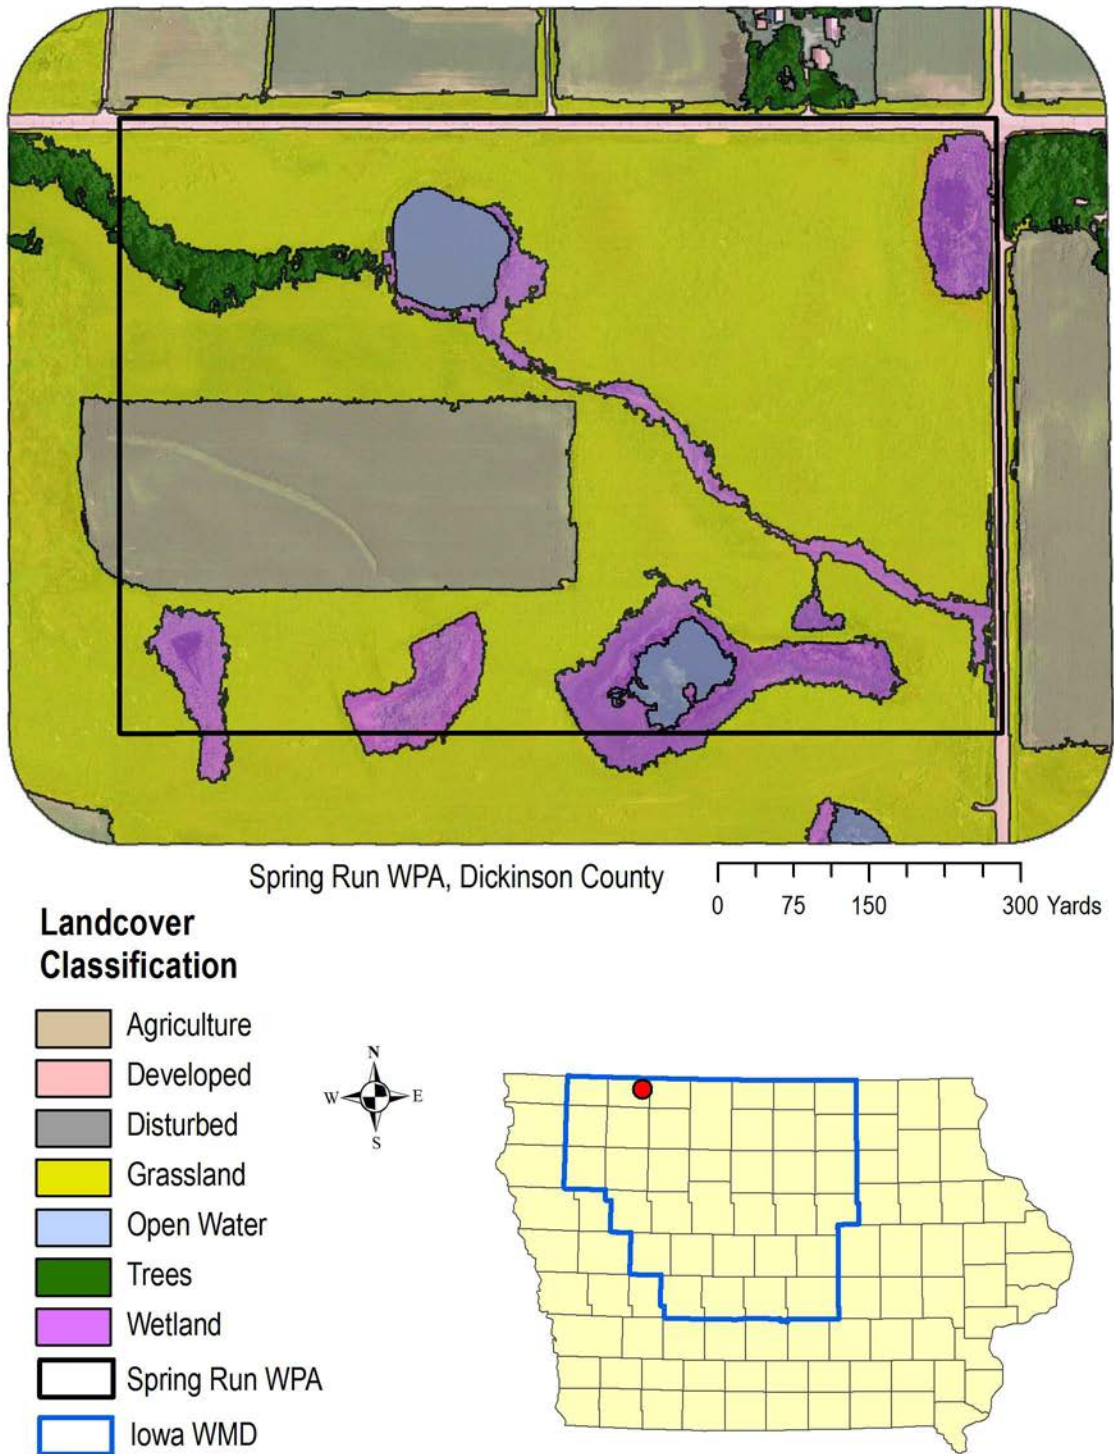 Spring Run WPA, Dickinson County
0 75 150 300 Yards
Landcover
Classification
Agriculture
Developed
Disturbed
Grassland
Open Water
Trees
Wetland
Spring Run WPA
Iowa WMD
N
W E
S